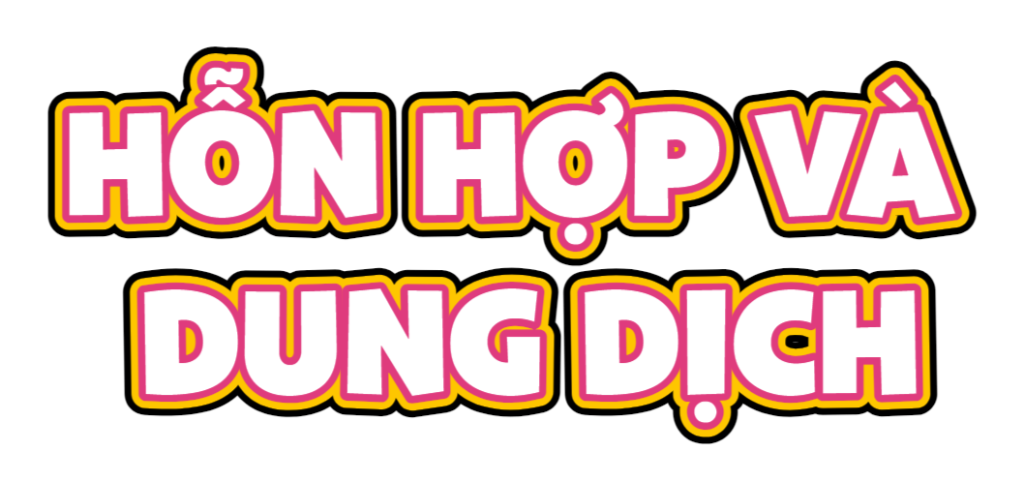 HỖN HỢP VÀ
DUNG DỊCH